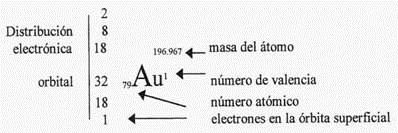 2
Distribución 8
electrónica 18 196.967 masa del átomo
orbital 32 79Au1 número de valencia
18 número atómico
1 electrones en la órbita superficial